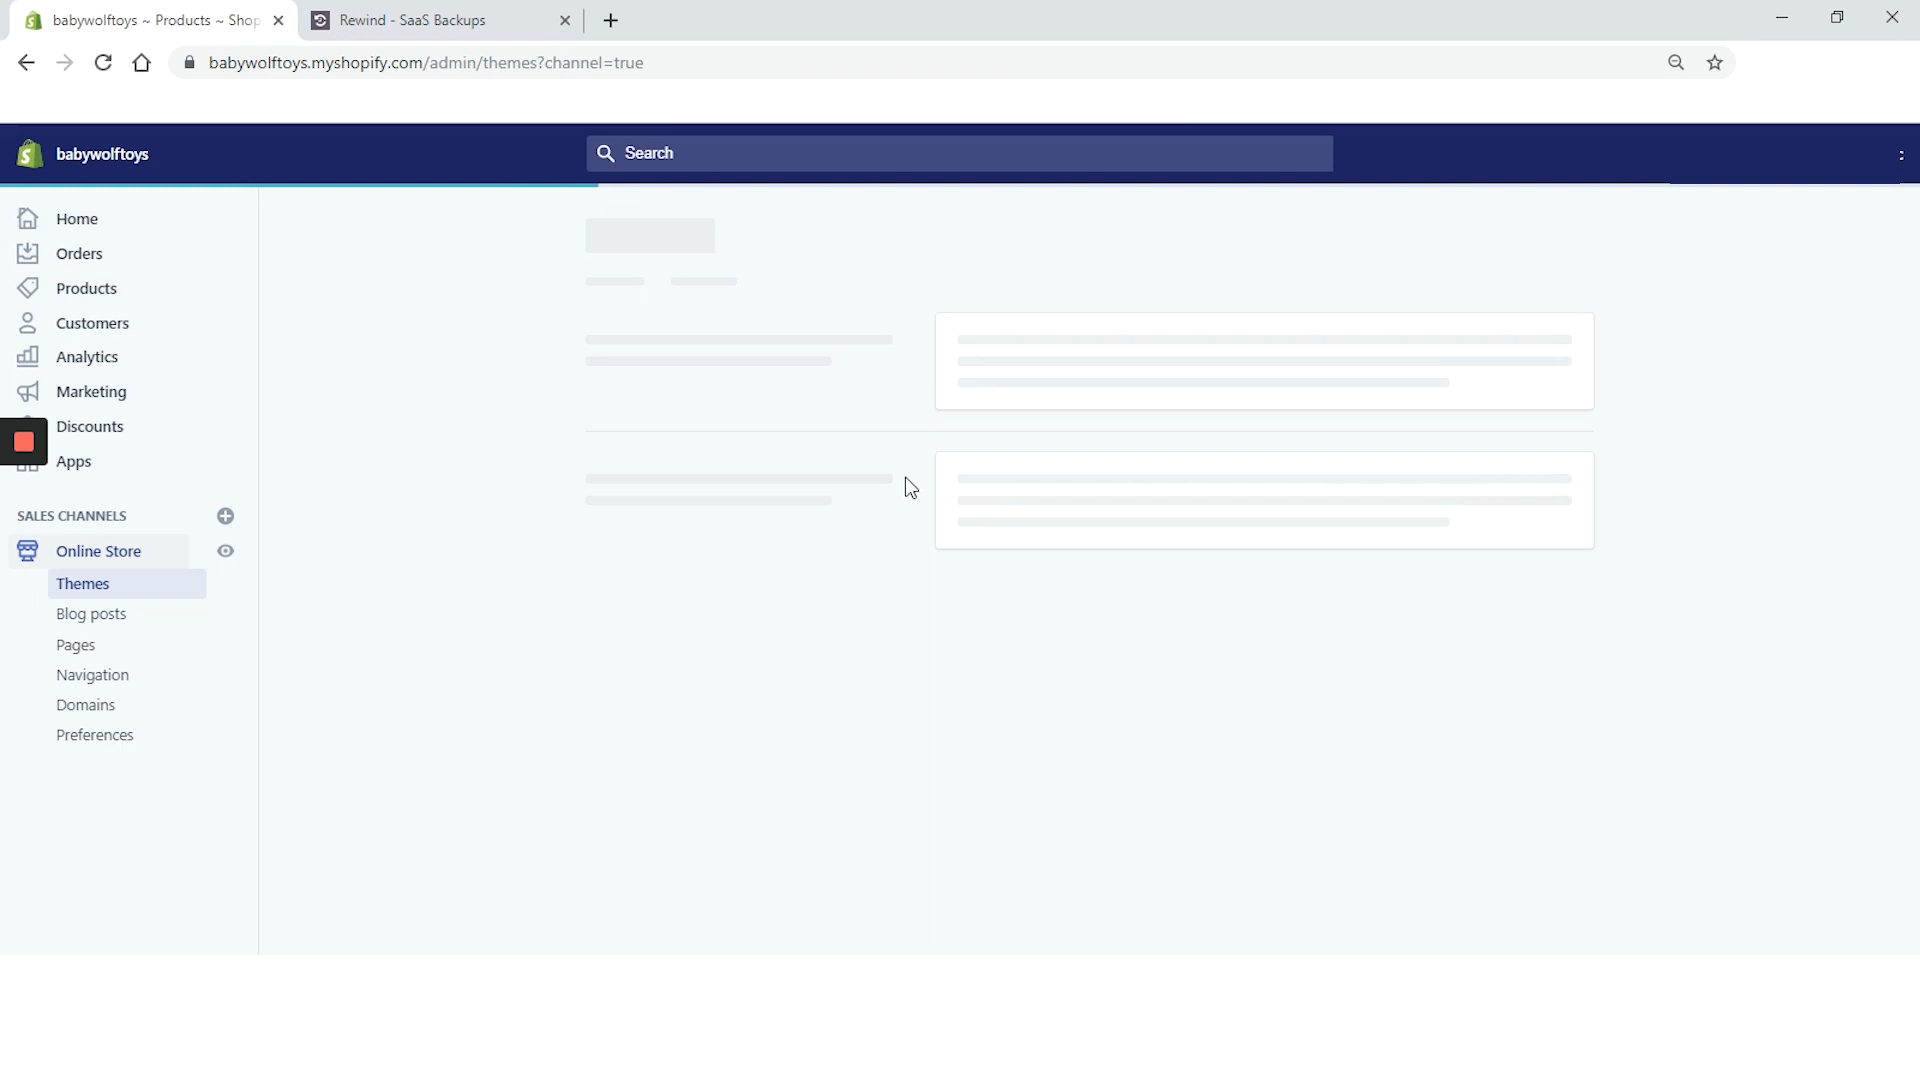 babywolftoys ~ Products ~ Shop
Rewind - SaaS Backups
babywolftoys.myshopify.com/admin/themes?channel=true
babywolftoys
Search
Home
Orders
Products
Customers
Analytics
Marketing
Discounts
Apps
SALES CHANNELS
Online Store
Themes
Blog posts
Pages
Navigation
Domains
Preferences